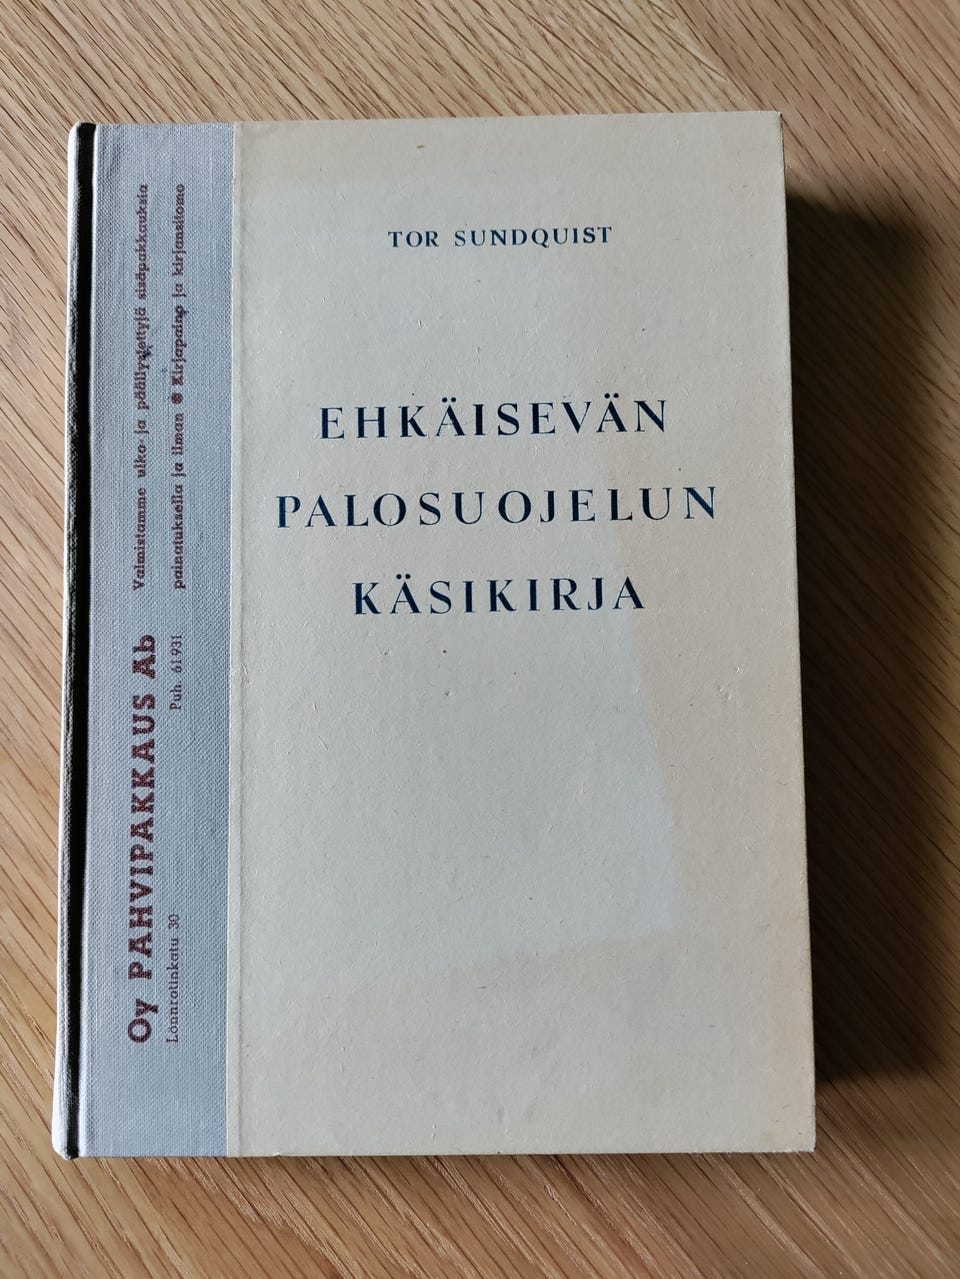 TOR SUNDQUIST
EHKÄISEVÄN
PALOSUOJELUN
KÄSIKIRJA
Oy PAHVIPAKKAUS Ab
Lönnrotinkatu 30 Puh. 61931
Valmistamme ulko- ja päällystettyjä sisäpakkauksia
painatuksella ja ilman ● Kirjapaino ja kirjansitomo